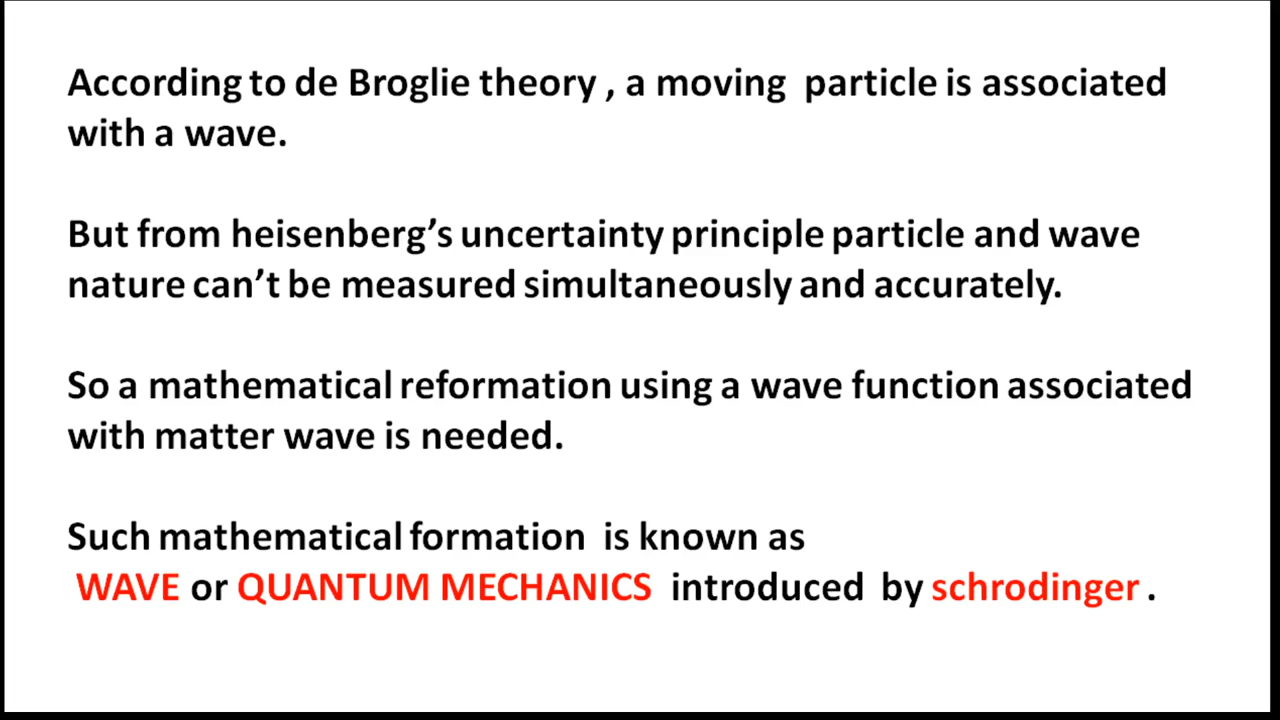 According to de Broglie theory , a moving particle is associated
with a wave.
But from heisenberg’s uncertainty principle particle and wave
nature can’t be measured simultaneously and accurately.
So a mathematical reformation using a wave function associated
with matter wave is needed.
Such mathematical formation is known as
WAVE or QUANTUM MECHANICS introduced by schrodinger .